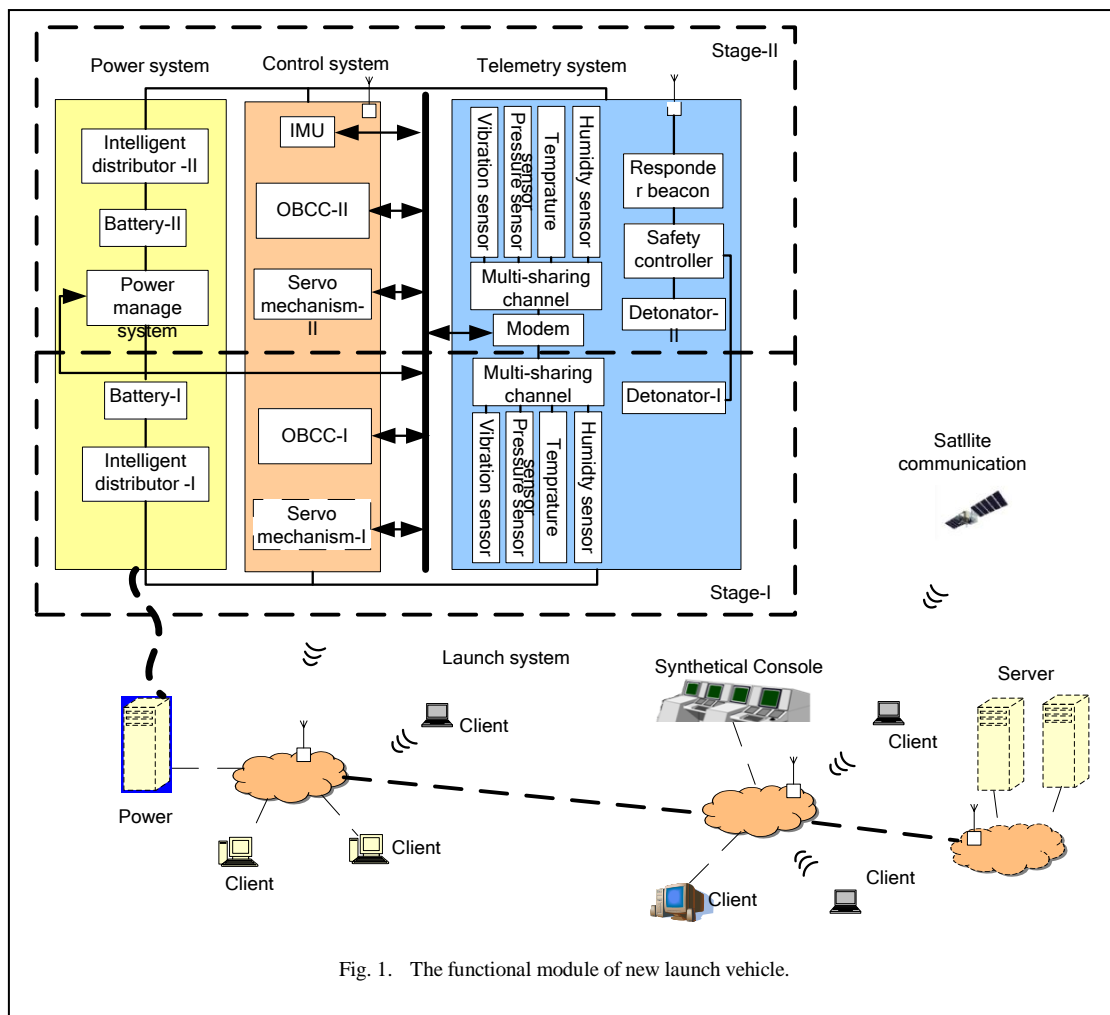 Stage-II
Power system
Control system
Telemetry system
Intelligent
distributor -II
Battery-II
Power
manage
system
Battery-I
Intelligent
distributor -I
IMU
OBCC-II
Servo
mechanism-
II
OBCC-I
Servo
mechanism-I
Vibration sensor
Pressure sensor
Temprature
sensor
Humidty sensor
Multi-sharing
channel
Modem
Multi-sharing
channel
Vibration sensor
Pressure sensor
Temprature
sensor
Humidty sensor
Responde
r beacon
Safety
controller
Detonator-
II
Detonator-I
Stage-I
Satllite
communication
Launch system
Synthetical Console
Server
Client
Client
Power
Client
Client
Client
Client
Fig. 1. The functional module of new launch vehicle.